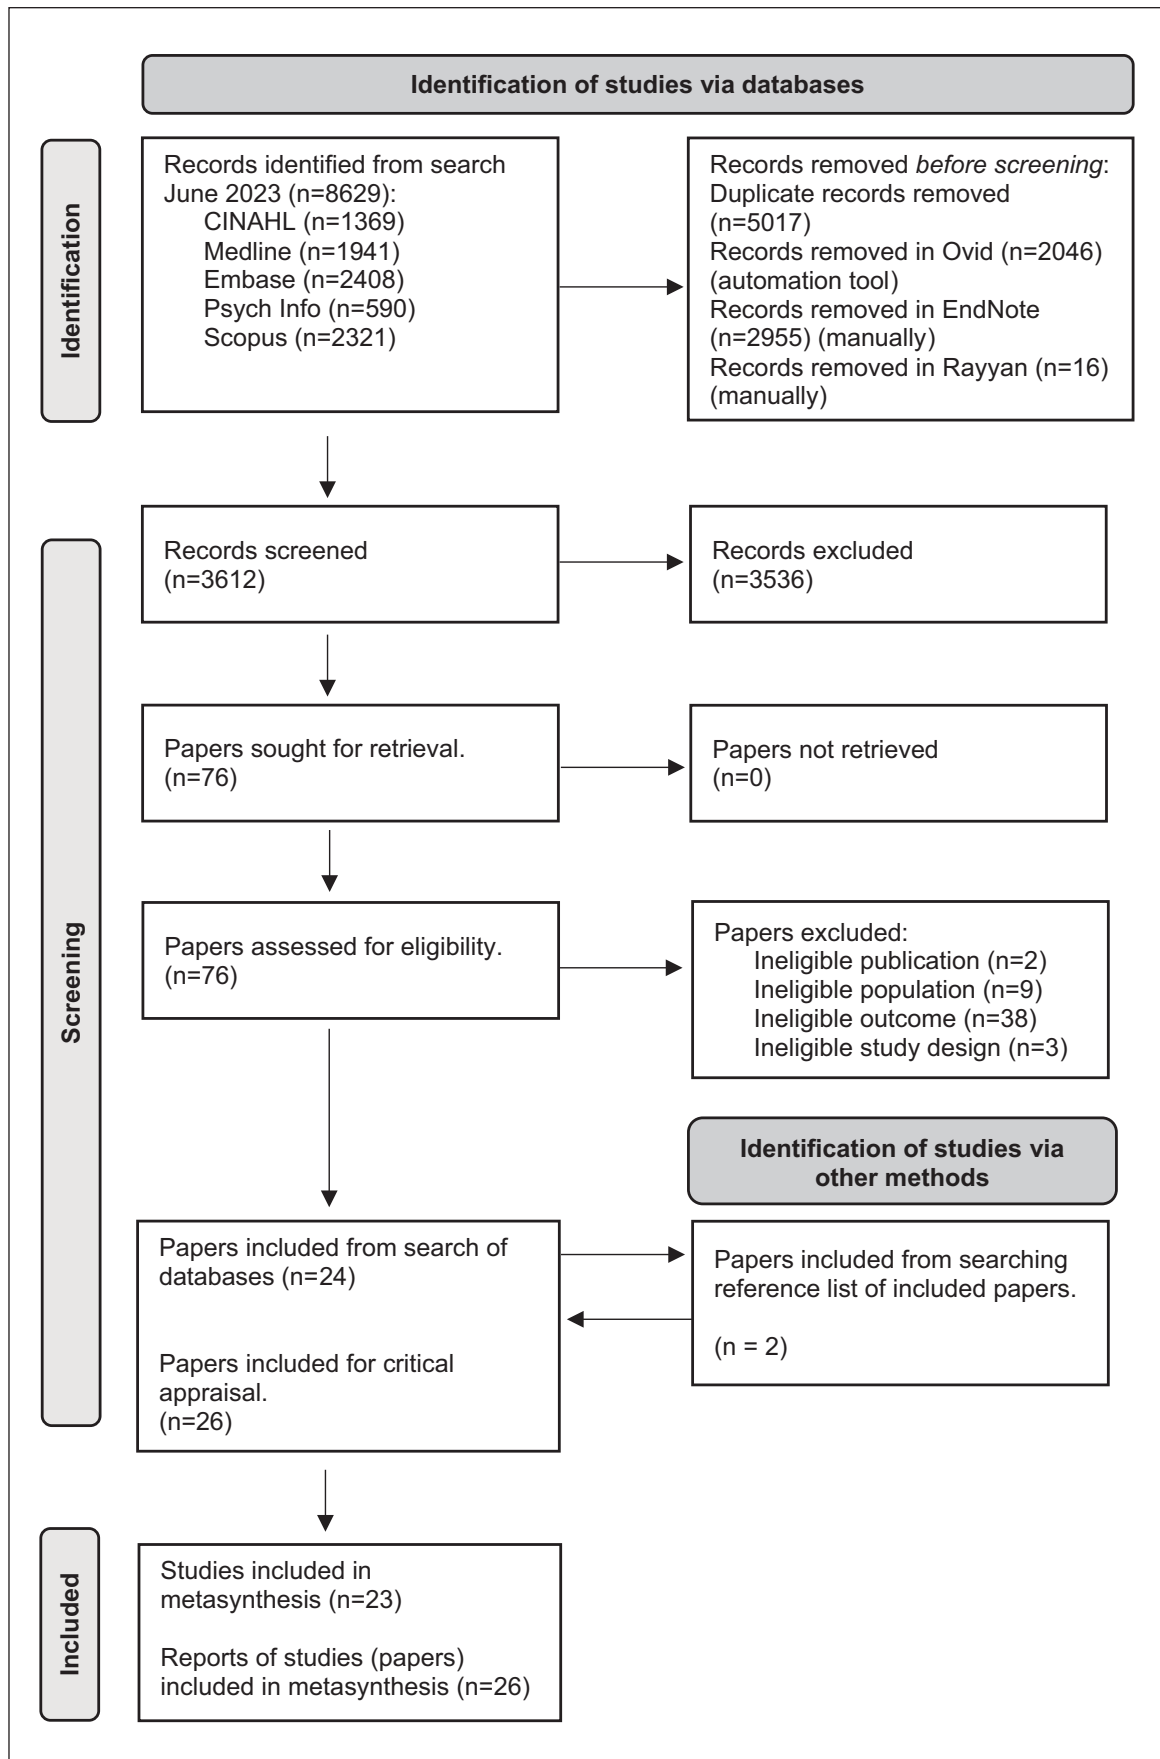 Identification of studies via databases
Identification
Records identified from search
June 2023 (n=8629):
CINAHL (n=1369)
Medline (n=1941)
Embase (n=2408)
Psych Info (n=590)
Scopus (n=2321)
Records removed before screening:
Duplicate records removed
(n=5017)
Records removed in Ovid (n=2046)
(automation tool)
Records removed in EndNote
(n=2955) (manually)
Records removed in Rayyan (n=16)
(manually)
Screening
Records screened
(n=3612)
Records excluded
(n=3536)
Papers sought for retrieval.
(n=76)
Papers not retrieved
(n=0)
Papers assessed for eligibility.
(n=76)
Papers excluded:
Ineligible publication (n=2)
Ineligible population (n=9)
Ineligible outcome (n=38)
Ineligible study design (n=3)
Identification of studies via
other methods
Papers included from search of
databases (n=24)
Papers included for critical
appraisal.
(n=26)
Papers included from searching
reference list of included papers.
(n = 2)
Included
Studies included in
metasynthesis (n=23)
Reports of studies (papers)
included in metasynthesis (n=26)